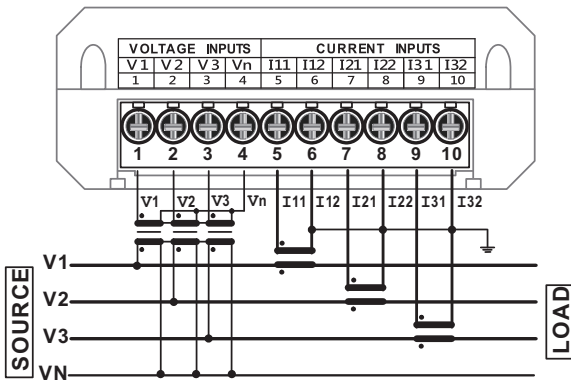 VOLTAGE INPUTS CURRENT INPUTS
V1 V2 V3 Vn I11 I12 I21 I22 I31 I32
1 2 3 4 5 6 7 8 9 10
1 2 3 4 5 6 7 8 9 10
V1 V2 V3 Vn I11 I12 I21 I22 I31 I32
SOURCE
V1
V2
V3
VN
LOAD